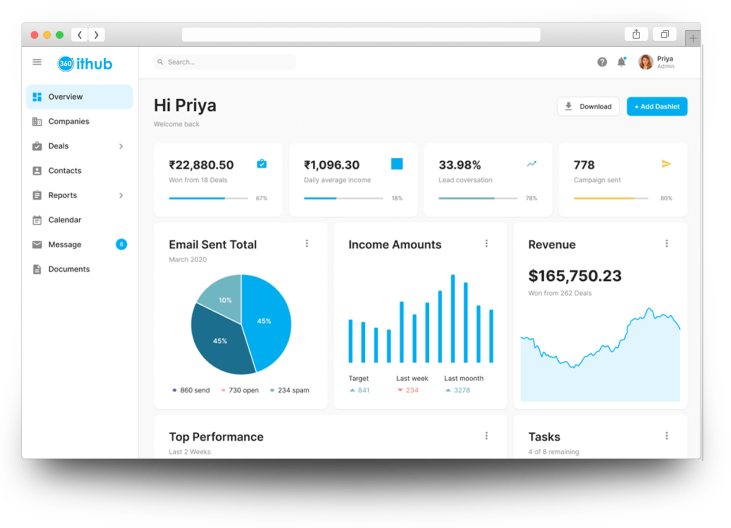 360 ithub
Overview
Companies
Deals
Contacts
Reports
Calendar
Message
Documents
Search...
Priya
Admin
Hi Priya
Welcome back
Download
+ Add Dashlet
₹22,880.50
Won from 18 Deals
67%
₹1,096.30
Daily average income
18%
33.98%
Lead coversation
78%
778
Campaign sent
80%
Email Sent Total
March 2020
10%
45%
45%
860 send
730 open
234 spam
Income Amounts
Target
Last week
Last moonth
841
234
3278
Revenue
$165,750.23
Won from 262 Deals
Top Performance
Last 2 Weeks
Tasks
4 of 8 remaining